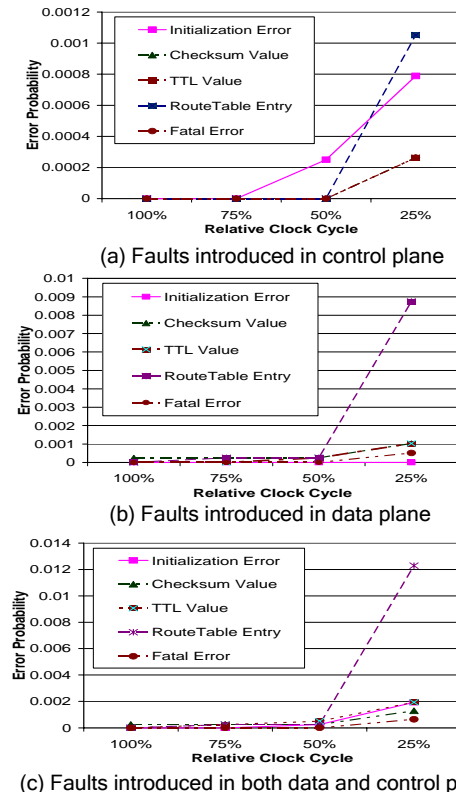 0.0012
0.001
0.0008
0.0006
0.0004
0.0002
0
Error Probability
Initialization Error
Checksum Value
TTL Value
RouteTable Entry
Fatal Error
100% 75% 50% 25%
Relative Clock Cycle
(a) Faults introduced in control plane
0.01
0.009
0.008
0.007
0.006
0.005
0.004
0.003
0.002
0.001
0
Error Probability
Initialization Error
Checksum Value
TTL Value
RouteTable Entry
Fatal Error
100% 75% 50% 25%
Relative Clock Cycle
(b) Faults introduced in data plane
0.014
0.012
0.01
0.008
0.006
0.004
0.002
0
Error Probability
Initialization Error
Checksum Value
TTL Value
RouteTable Entry
Fatal Error
100% 75% 50% 25%
Relative Clock Cycle
(c) Faults introduced in both data and control p